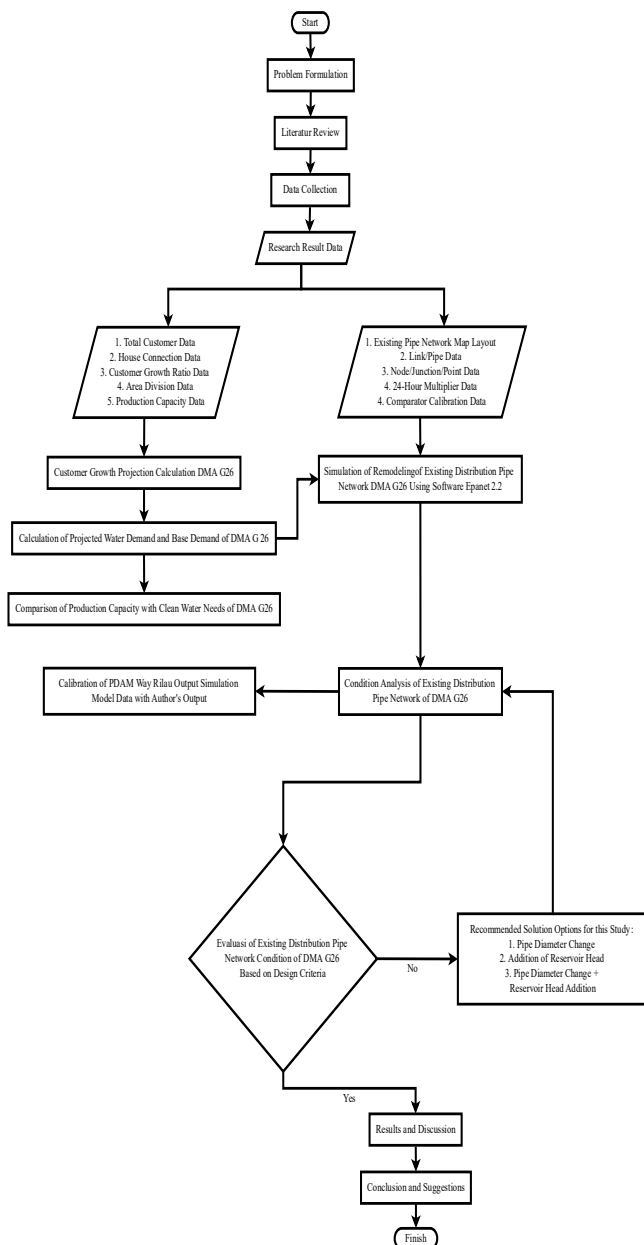 Start
Problem Formulation
Literatur Review
Data Collection
Research Result Data
1. Total Customer Data
2. House Connection Data
3. Customer Growth Ratio Data
4. Area Division Data
5. Production Capacity Data
1. Existing Pipe Network Map Layout
2. Link/Pipe Data
3. Node/Junction/Point Data
4. 24-Hour Multiplier Data
4. Comparator Calibration Data
Customer Growth Projection Calculation DMA G26
Simulation of Remodelingof Existing Distribution Pipe
Network DMA G26 Using Software Epanet 2.2
Calculation of Projected Water Demand and Base Demand of DMA G 26
Comparison of Production Capacity with Clean Water Needs of DMA G26
Calibration of PDAM Way Rilau Output Simulation
Model Data with Author's Output
Condition Analysis of Existing Distribution
Pipe Network of DMA G26
Evaluasi of Existing Distribution Pipe
Network Condition of DMA G26
Based on Design Criteria
No
Recommended Solution Options for this Study :
1. Pipe Diameter Change
2. Addition of Reservoir Head
3. Pipe Diameter Change +
Reservoir Head Addition
Yes
Results and Discussion
Conclusion and Suggestions
Finish